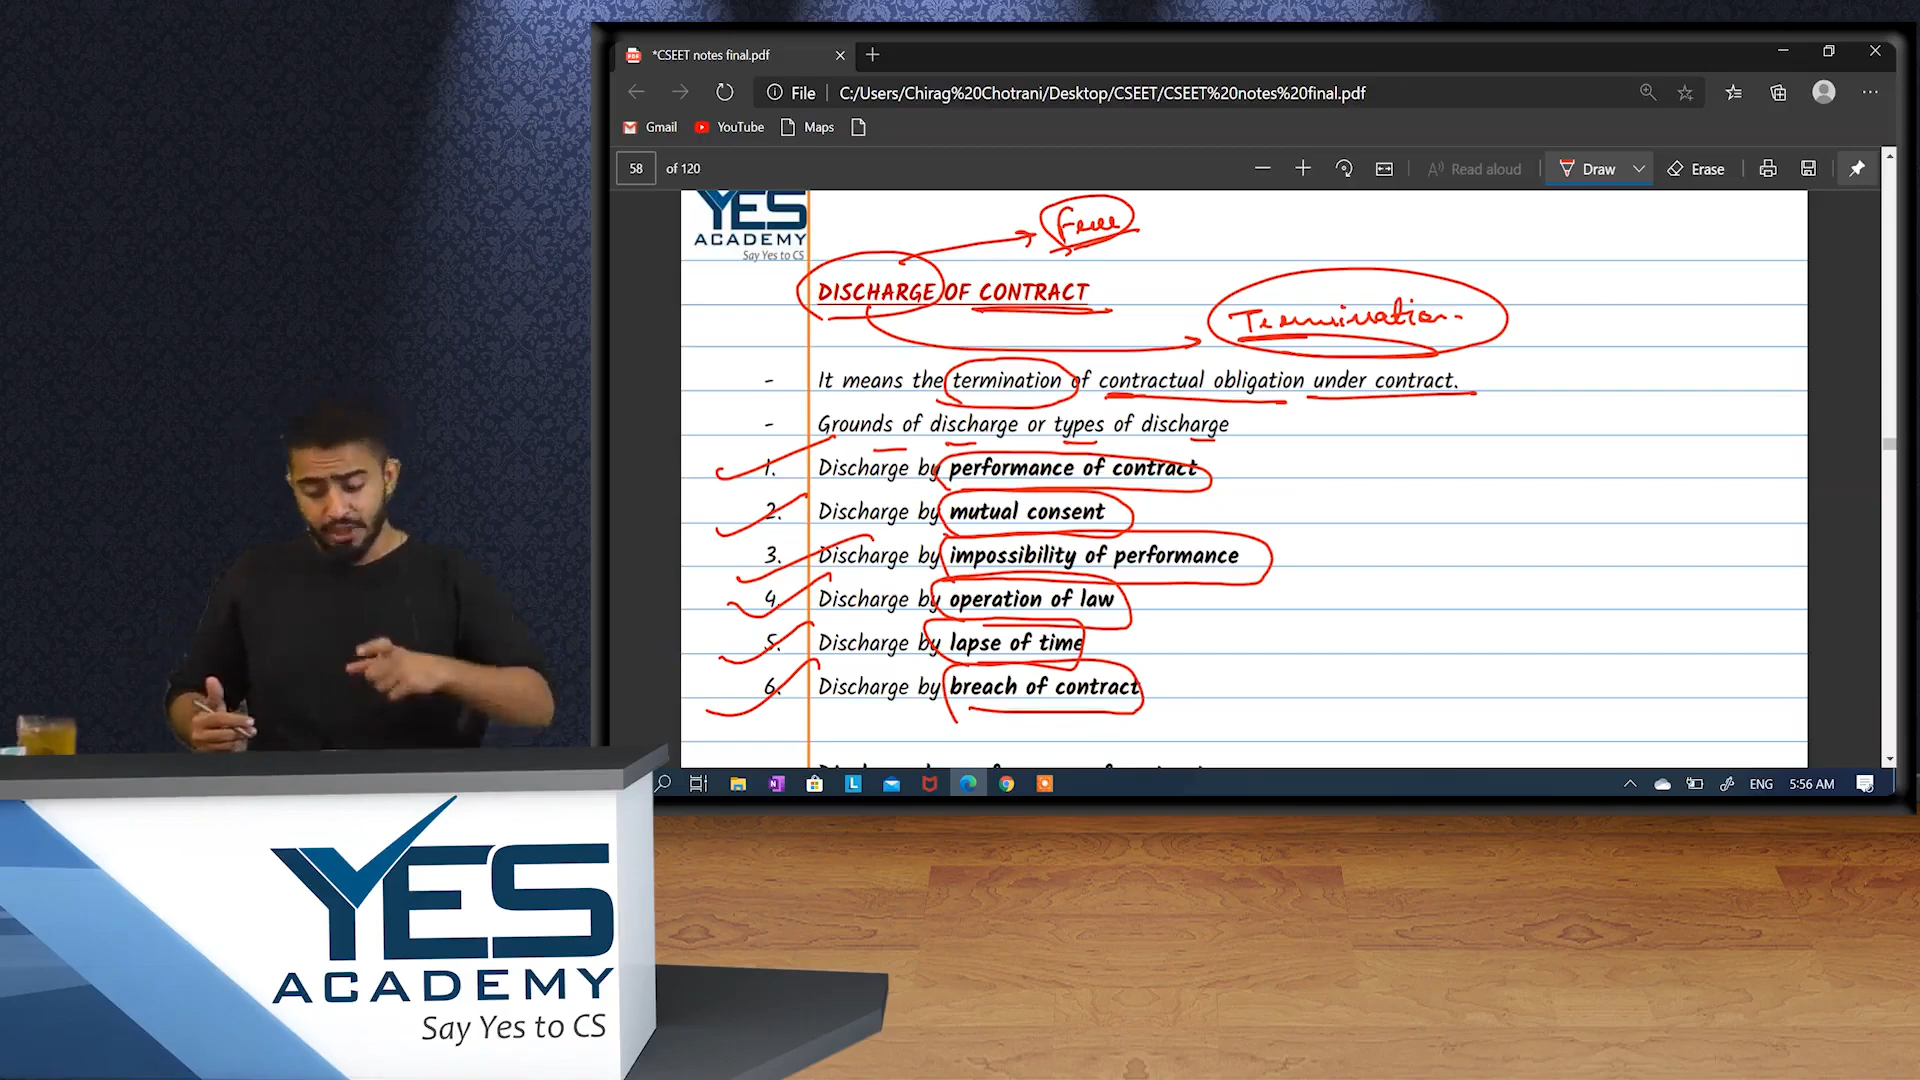 *CSEET notes final.pdf
File
C:/Users/Chirag%20Chotrani/Desktop/CSEET/CSEET%20notes%20final.pdf
Gmail
YouTube
Maps
58
of 120
Read aloud
Draw
Erase
YES
ACADEMY
Say Yes to CS
Free
DISCHARGE OF CONTRACT
Termination.
- It means the termination of contractual obligation under contract.
- Grounds of discharge or types of discharge
1. Discharge by performance of contract
2. Discharge by mutual consent
3. Discharge by impossibility of performance
4. Discharge by operation of law
5. Discharge by lapse of time
6. Discharge by breach of contract
ENG
5:56 AM
YES
ACADEMY
Say Yes to CS